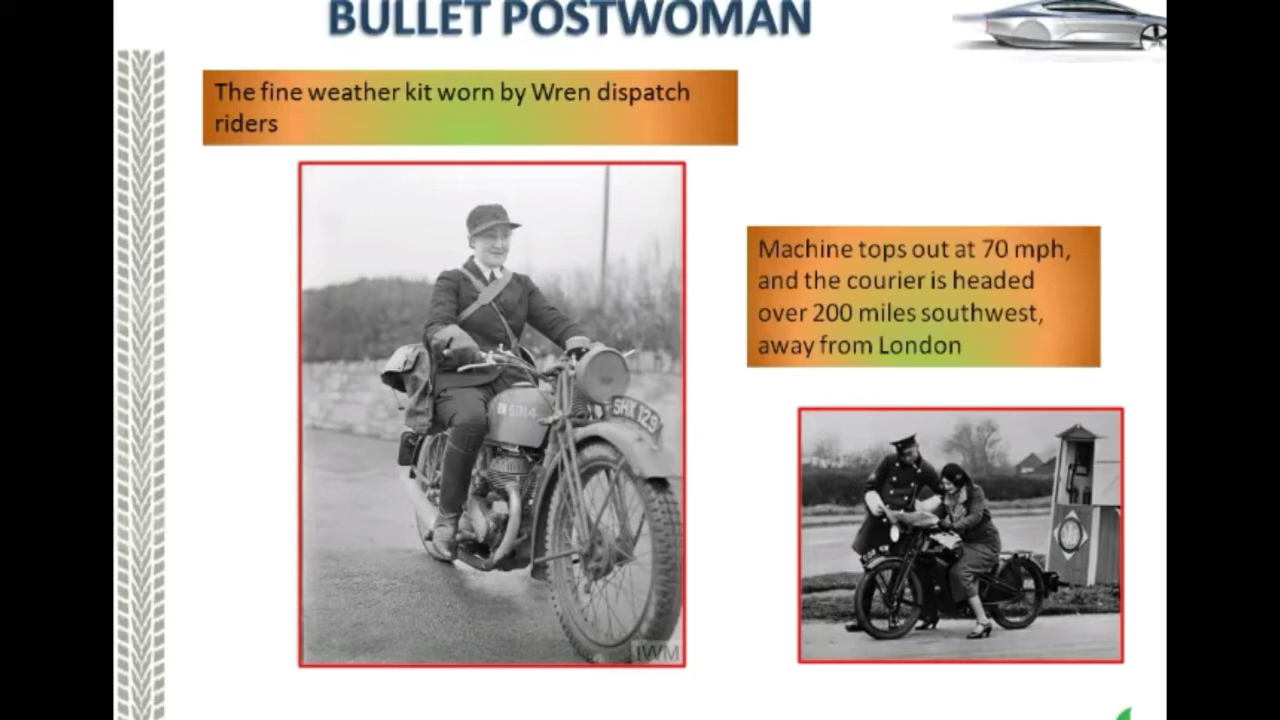 BULLET POSTWOMAN
The fine weather kit worn by Wren dispatch
riders
Machine tops out at 70 mph,
and the courier is headed
over 200 miles southwest,
away from London
5014
SHX 129
IWM